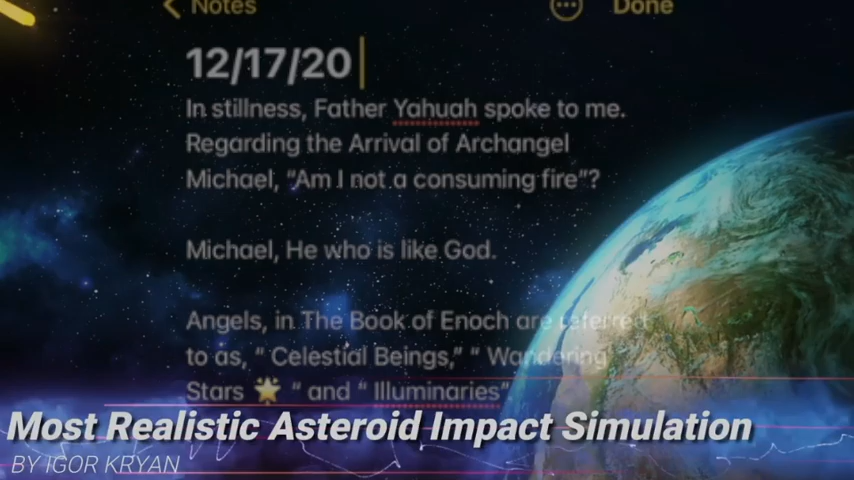 Notes
Done
12/17/20
In stillness, Father Yahuah spoke to me.
Regarding the Arrival of Archangel
Michael, “Am I not a consuming fire”?
Michael, He who is like God.
Angels, in The Book of Enoch are referred
to as, “ Celestial Beings,” “ Wandering
Stars 🌟 “ and “ Illuminaries”
Most Realistic Asteroid Impact Simulation
BY IGOR KRYAN